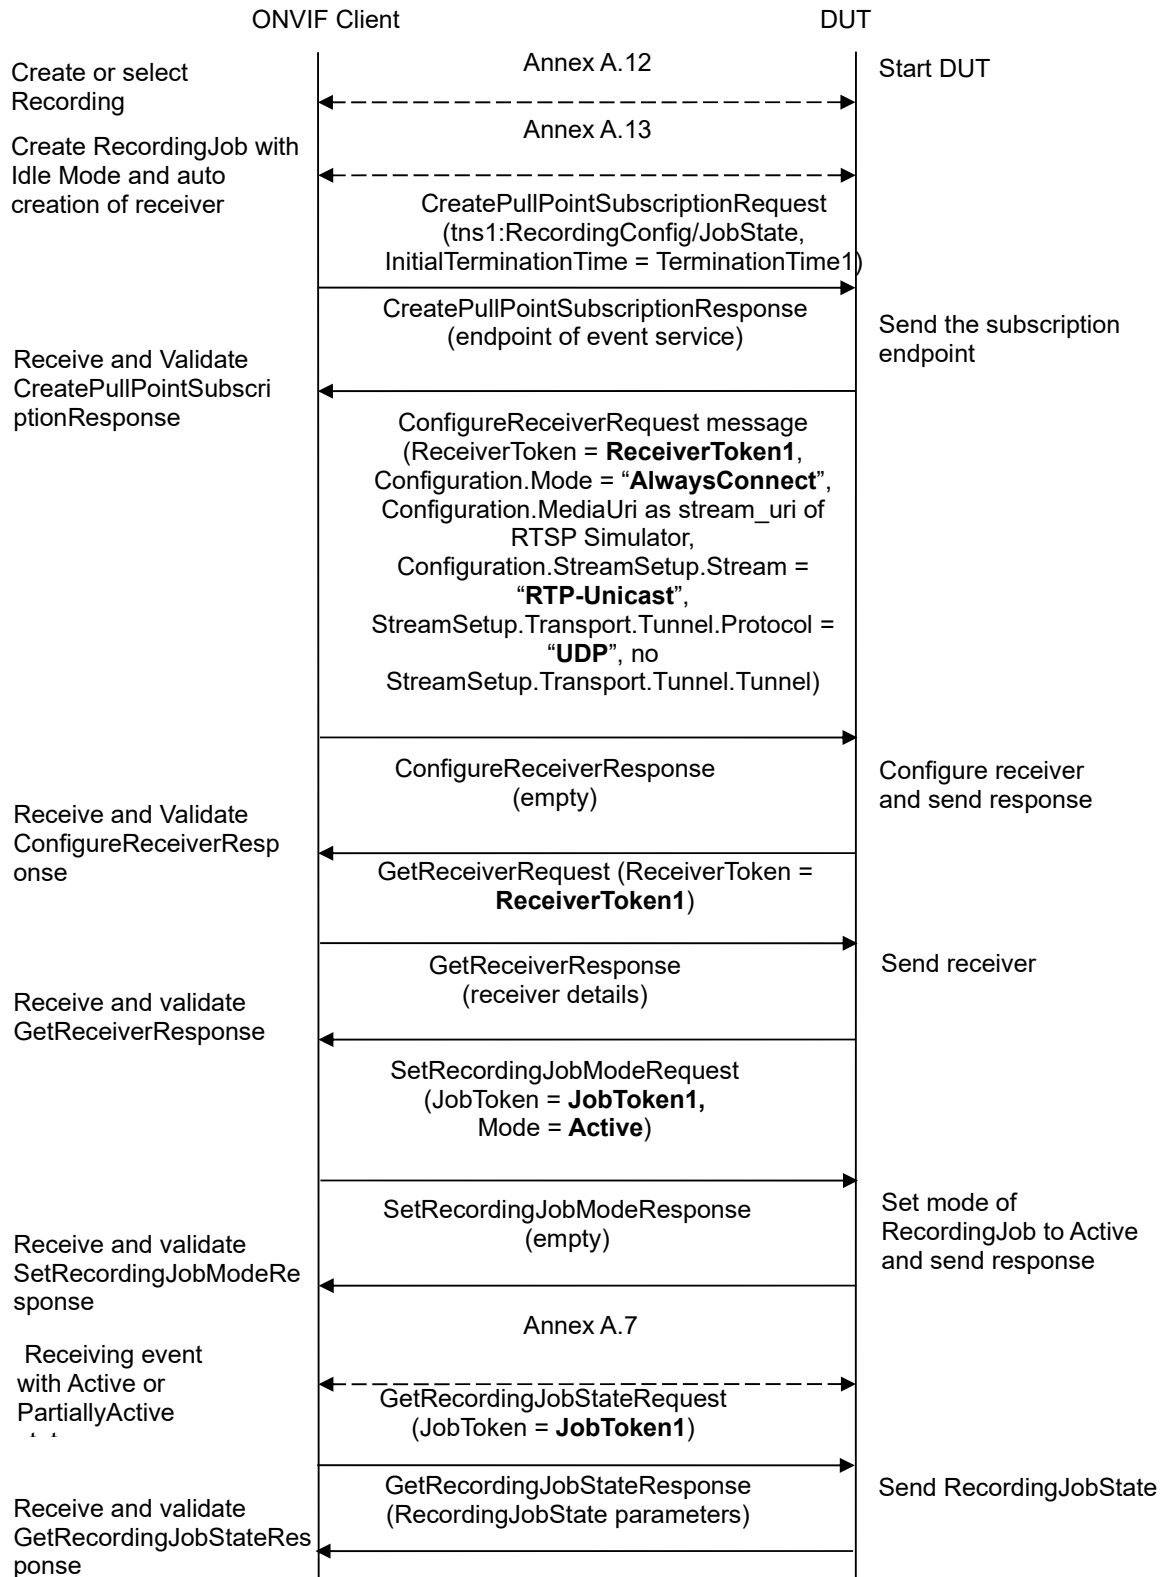 ONVIF Client
DUT
Annex A.12
Start DUT
Create or select
Recording
Annex A.13
Create RecordingJob with
Idle Mode and auto
creation of receiver
CreatePullPointSubscriptionRequest
(tns1:RecordingConfig/JobState,
InitialTerminationTime = TerminationTime1)
CreatePullPointSubscriptionResponse
(endpoint of event service)
Send the subscription
endpoint
Receive and Validate
CreatePullPointSubscri
ptionResponse
ConfigureReceiverRequest message
(ReceiverToken = ReceiverToken1,
Configuration.Mode = “AlwaysConnect”,
Configuration.MediaUri as stream_uri of
RTSP Simulator,
Configuration.StreamSetup.Stream =
“RTP-Unicast”,
StreamSetup.Transport.Tunnel.Protocol =
“UDP”, no
StreamSetup.Transport.Tunnel.Tunnel)
ConfigureReceiverResponse
(empty)
Configure receiver
and send response
Receive and Validate
ConfigureReceiverResp
onse
GetReceiverRequest (ReceiverToken =
ReceiverToken1)
GetReceiverResponse
(receiver details)
Send receiver
Receive and validate
GetReceiverResponse
SetRecordingJobModeRequest
(JobToken = JobToken1,
Mode = Active)
SetRecordingJobModeResponse
(empty)
Set mode of
RecordingJob to Active
and send response
Receive and validate
SetRecordingJobModeRe
sponse
Annex A.7
Receiving event
with Active or
PartiallyActive
GetRecordingJobStateRequest
(JobToken = JobToken1)
GetRecordingJobStateResponse
(RecordingJobState parameters)
Send RecordingJobState
Receive and validate
GetRecordingJobStateRes
ponse